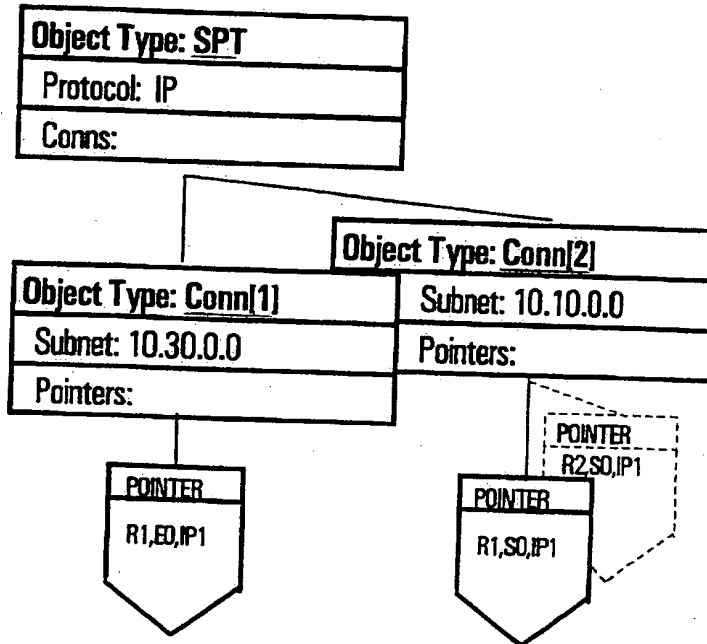 Object Type: SPT
Protocol: IP
Conns:
Object Type: Conn[2]
Subnet: 10.10.0.0
Pointers:
Object Type: Conn[1]
Subnet: 10.30.0.0
Pointers:
POINTER
R2,S0,IP1
POINTER
R1,E0,IP1
POINTER
R1,S0,IP1